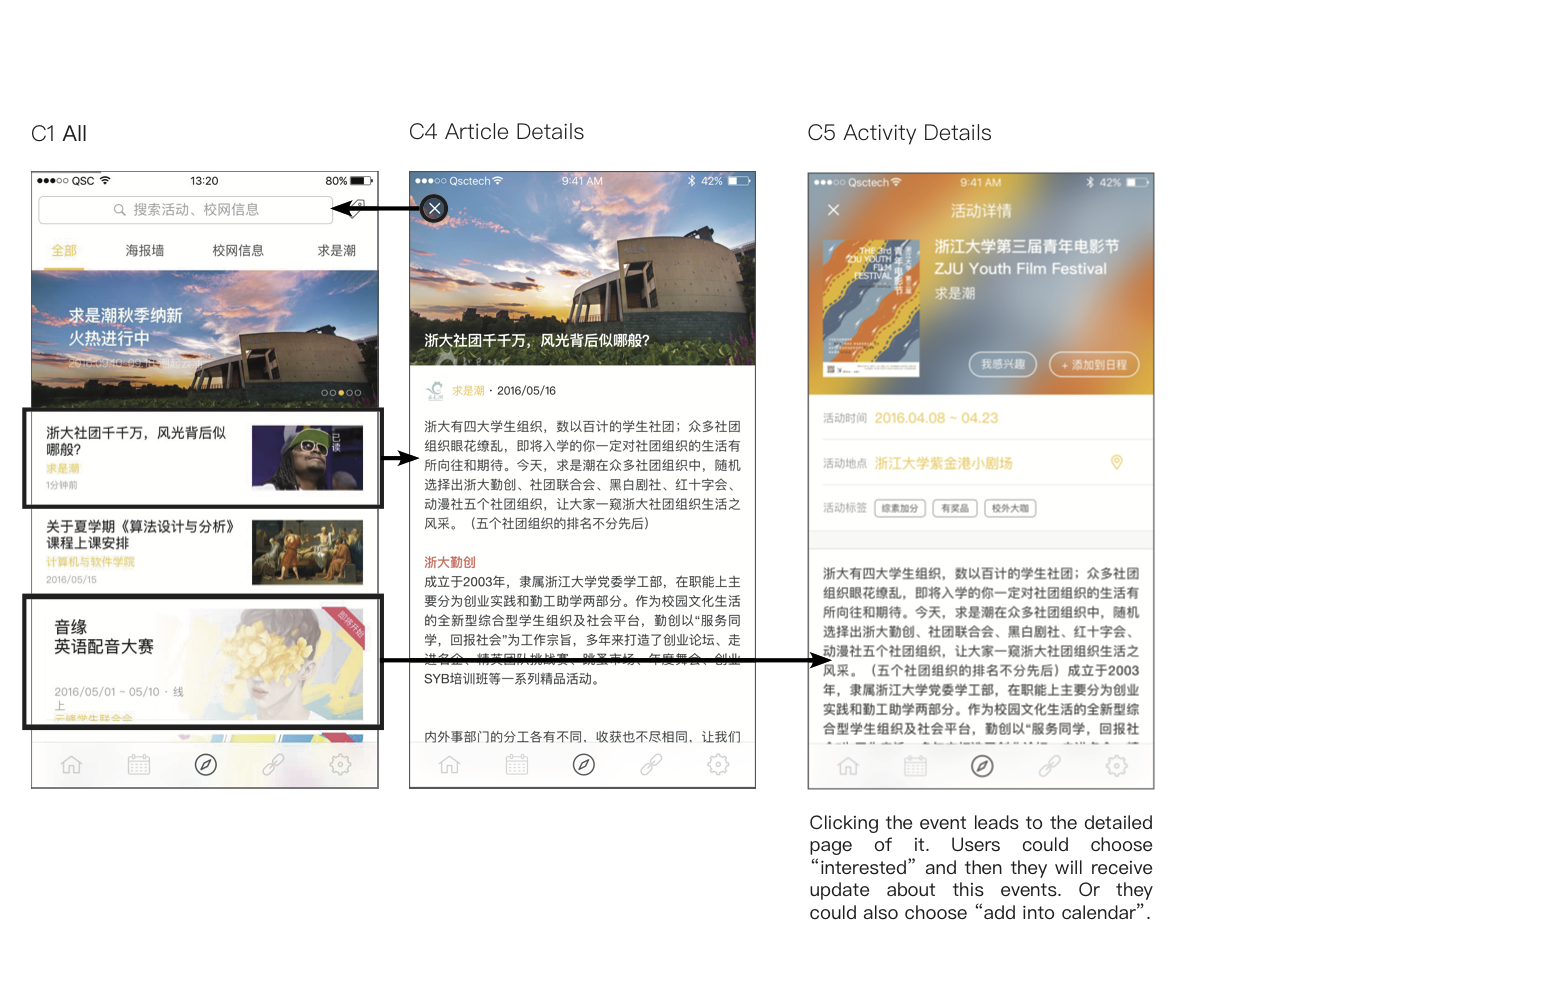 C1 All
QSC
13:20
80%
搜索活动、校网信息
全部 海报墙 校网信息 求是潮
求是潮秋季纳新
火热进行中
浙大社团千千万，风光背后似
哪般？
求是潮
1分钟前
关于夏学期《算法设计与分析》
课程上课安排
计算机与软件学院
2016/05/15
即将开始
音缘
英语配音大赛
2016/05/01 ~ 05/10 · 线
上
云峰学生联合会
C4 Article Details
Qsctech
9:41 AM
42%
浙大社团千千万，风光背后似哪般？
求是潮 · 2016/05/16
浙大有四大学生组织，数以百计的学生社团；众多社团
组织眼花缭乱，即将入学的你一定对社团组织的生活有
所向往和期待。今天，求是潮在众多社团组织中，随机
选择出浙大勤创、社团联合会、黑白剧社、红十字会、
动漫社五个社团组织，让大家一窥浙大社团组织生活之
风采。（五个社团组织的排名不分先后）
浙大勤创
成立于2003年，隶属浙江大学党委学工部，在职能上主
要分为创业实践和勤工助学两部分。作为校园文化生活
的全新型综合型学生组织及社会平台，勤创以“服务同
学，回报社会”为工作宗旨，多年来打造了创业论坛、走
进名企、精英团队挑战赛、跳蚤市场、年度舞会、创业
SYB培训班等一系列精品活动。
内外事部门的分工各有不同，收获也不尽相同，让我们
C5 Activity Details
Qsctech
9:41 AM
42%
活动详情
THE 3rd
ZJU YOUTH
FILM
FESTIVAL
青年电影节
浙江大学第三届青年电影节
ZJU Youth Film Festival
求是潮
我感兴趣
+ 添加到日程
活动时间 2016.04.08 ~ 04.23
活动地点 浙江大学紫金港小剧场
活动标签 综素加分 有奖品 校外大咖
浙大有四大学生组织，数以百计的学生社团；众多社团
组织眼花缭乱，即将入学的你一定对社团组织的生活有
所向往和期待。今天，求是潮在众多社团组织中，随机
选择出浙大勤创、社团联合会、黑白剧社、红十字会、
动漫社五个社团组织，让大家一窥浙大社团组织生活之
风采。（五个社团组织的排名不分先后）成立于2003
年，隶属浙江大学党委学工部，在职能上主要分为创业
实践和勤工助学两部分。作为校园文化生活的全新型综
合型学生组织及社会平台，勤创以“服务同学，回报社
Clicking the event leads to the detailed
page of it. Users could choose
“interested” and then they will receive
update about this events. Or they
could also choose “add into calendar”.